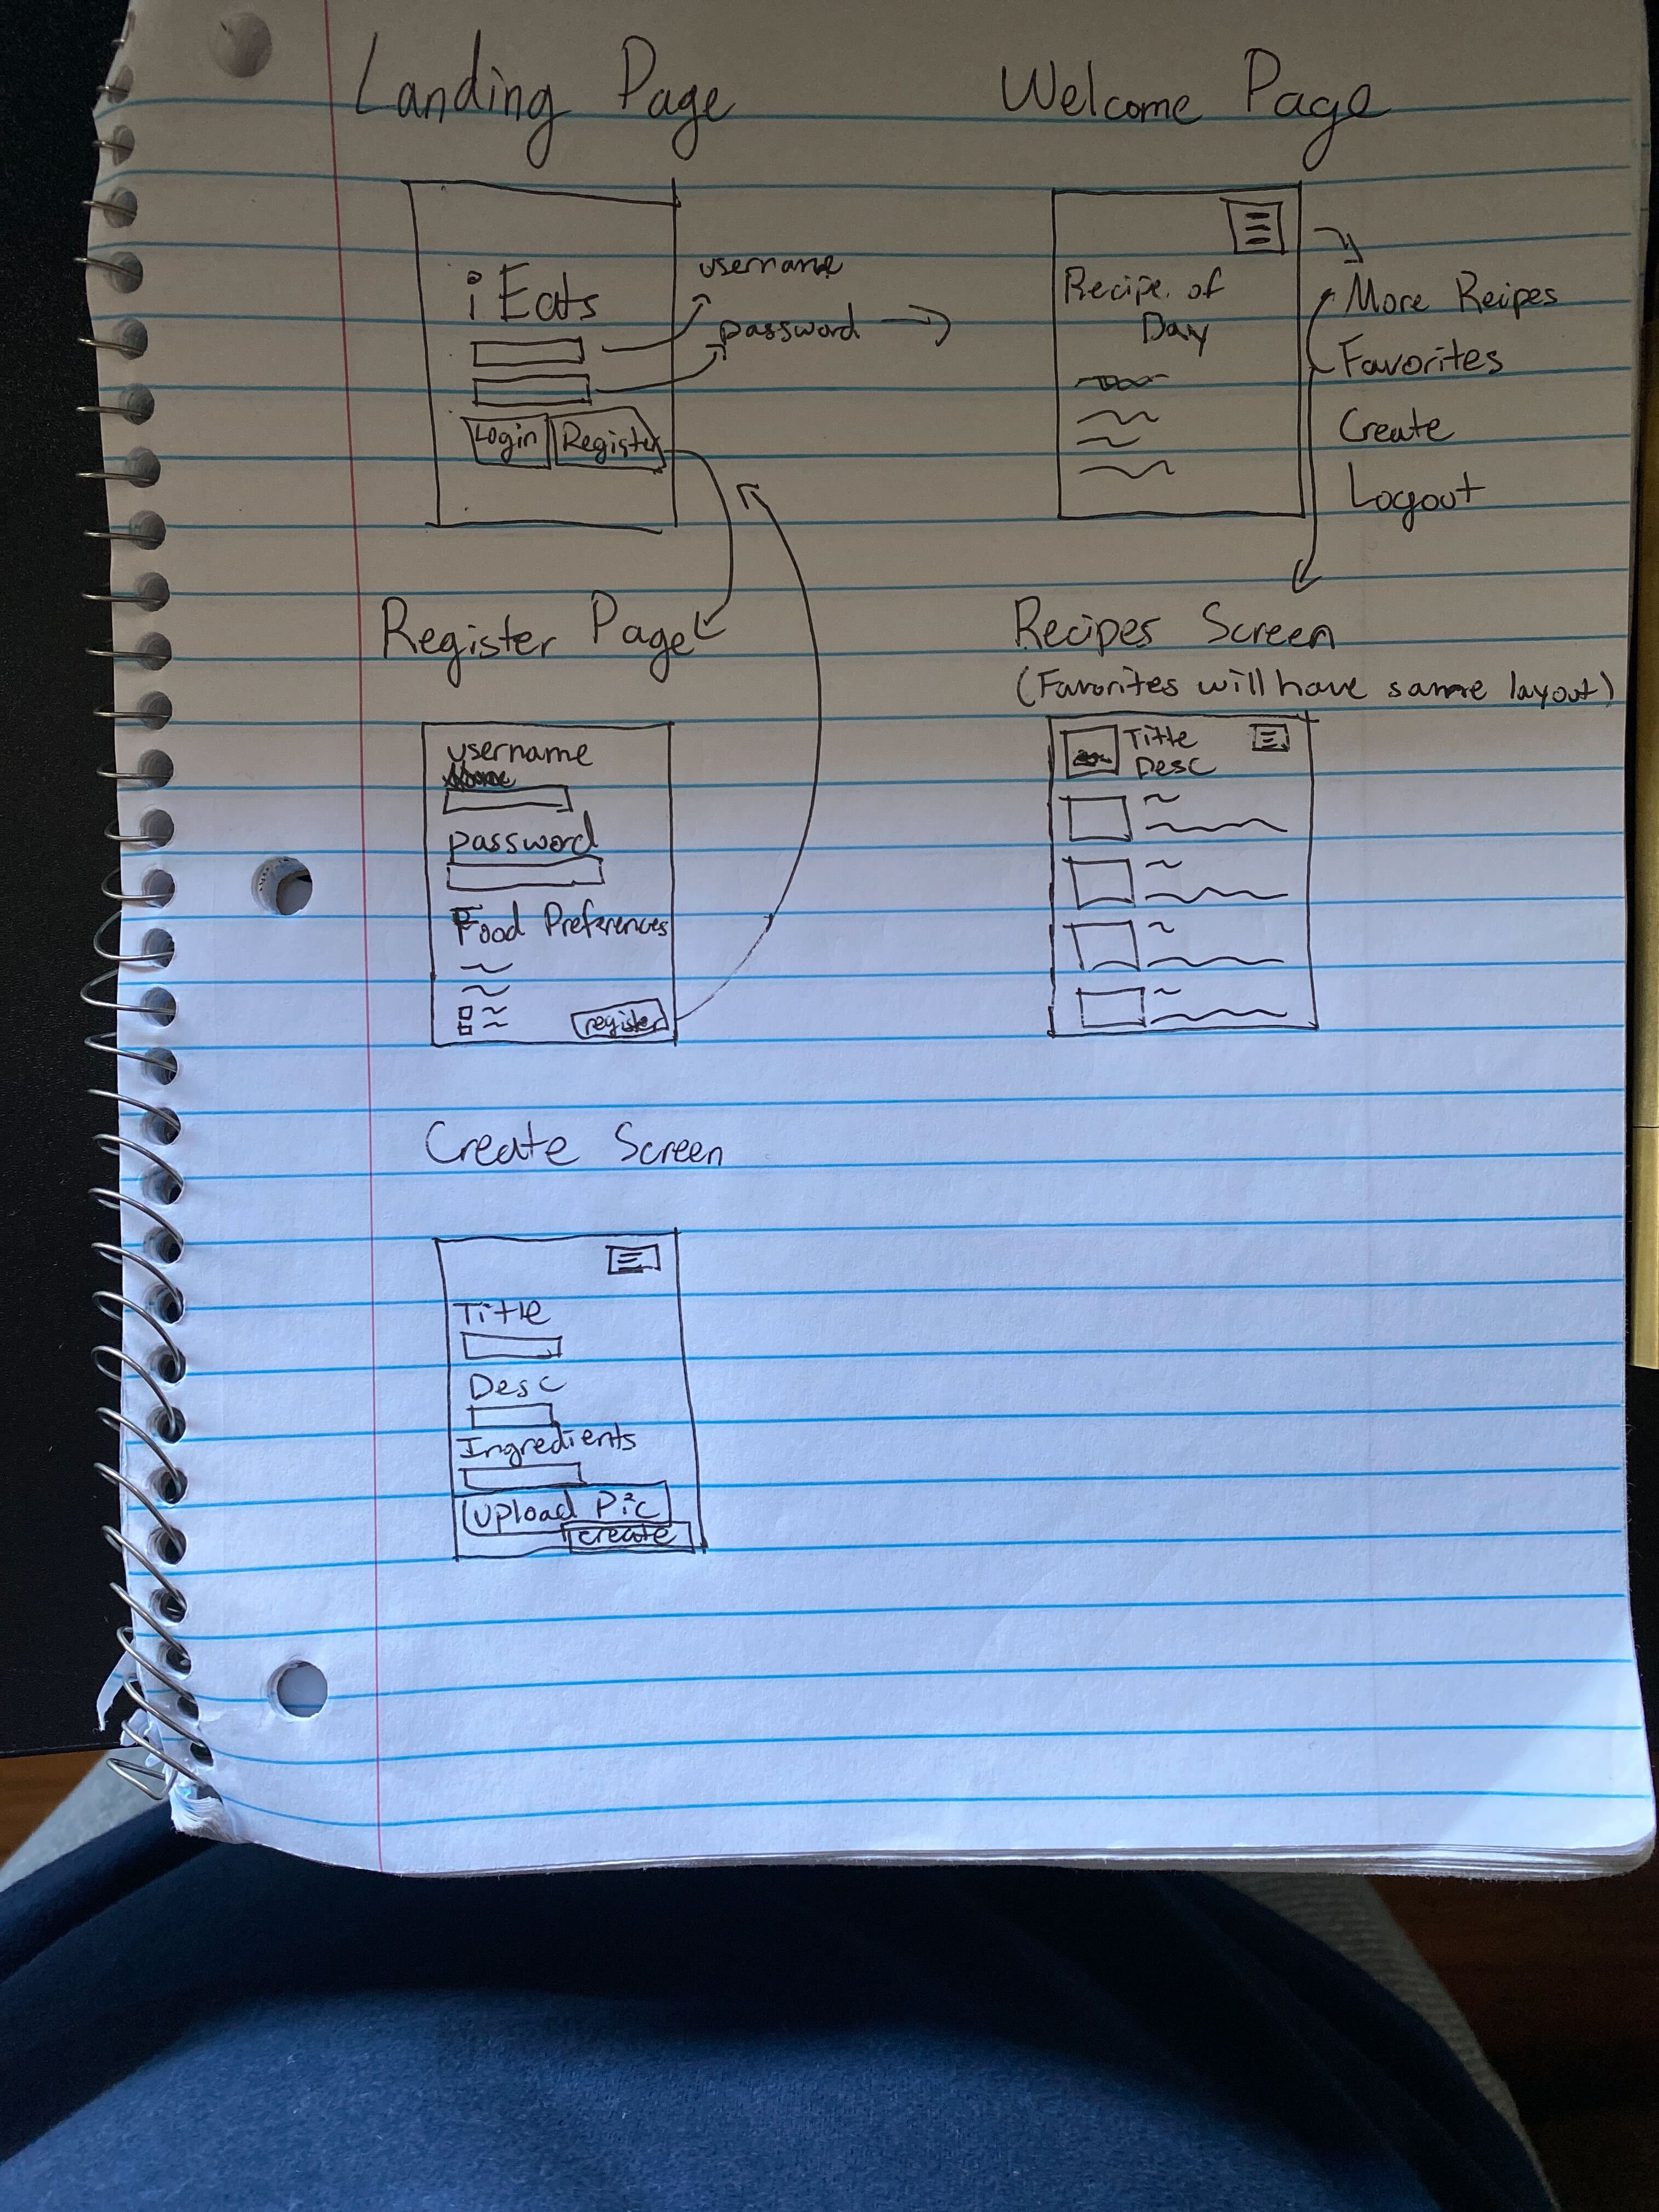 Landing Page
iEats
username
password
Login
Register
Welcome Page
Recipe of
Day
More Reipes
Favorites
Create
Logout
Register Page
username
password
Food Preferences
register
Recipes Screen
(Favorites will have same layout)
Title
Desc
Create Screen
Title
Desc
Ingredients
Upload Pic
create